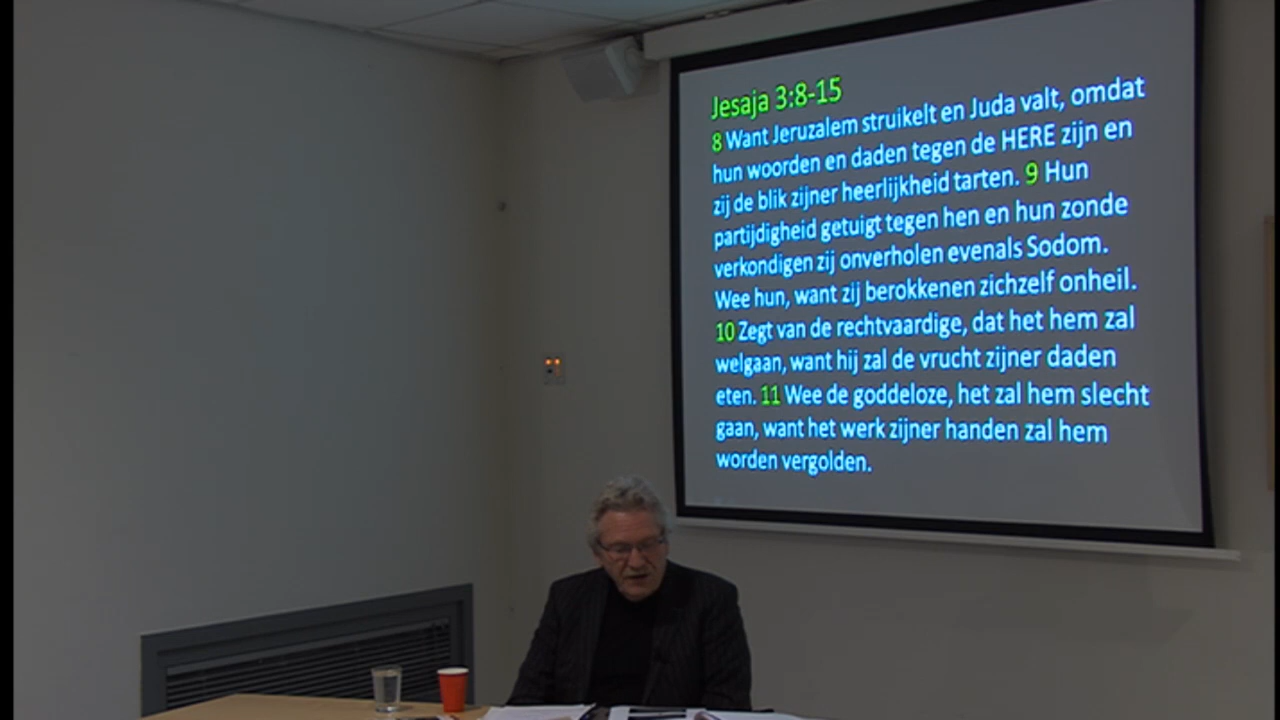 Jesaja 3:8-15
8 Want Jeruzalem struikelt en Juda valt, omdat
hun woorden en daden tegen de HERE zijn en
zij de blik zijner heerlijkheid tarten. 9 Hun
partijdigheid getuigt tegen hen en hun zonde
verkondigen zij onverholen evenals Sodom.
Wee hun, want zij berokkenen zichzelf onheil.
10 Zegt van de rechtvaardige, dat het hem zal
welgaan, want hij zal de vrucht zijner daden
eten. 11 Wee de goddeloze, het zal hem slecht
gaan, want het werk zijner handen zal hem
worden vergolden.